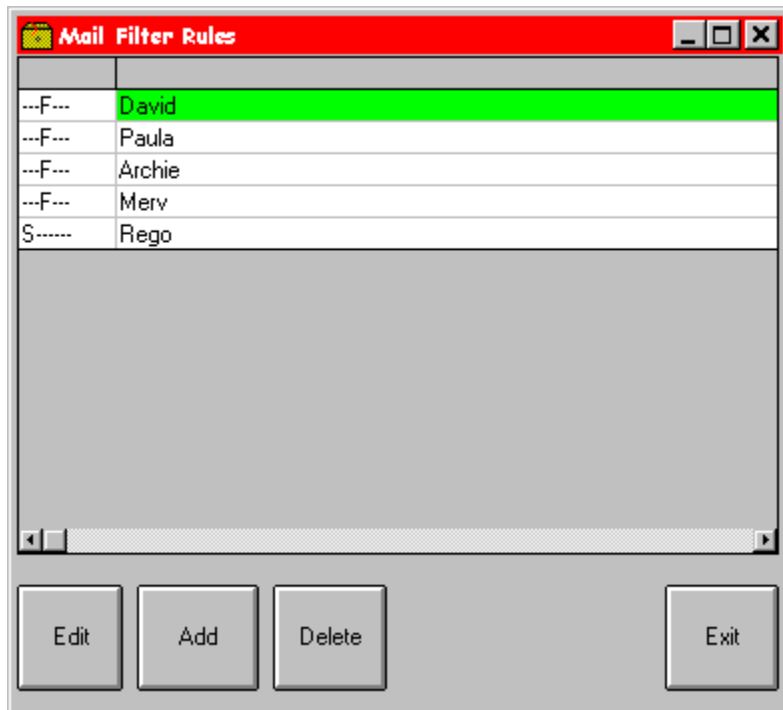 Mail Filter Rules
---F--- David
---F--- Paula
---F--- Archie
---F--- Merv
S------ Rego
Edit Add Delete Exit